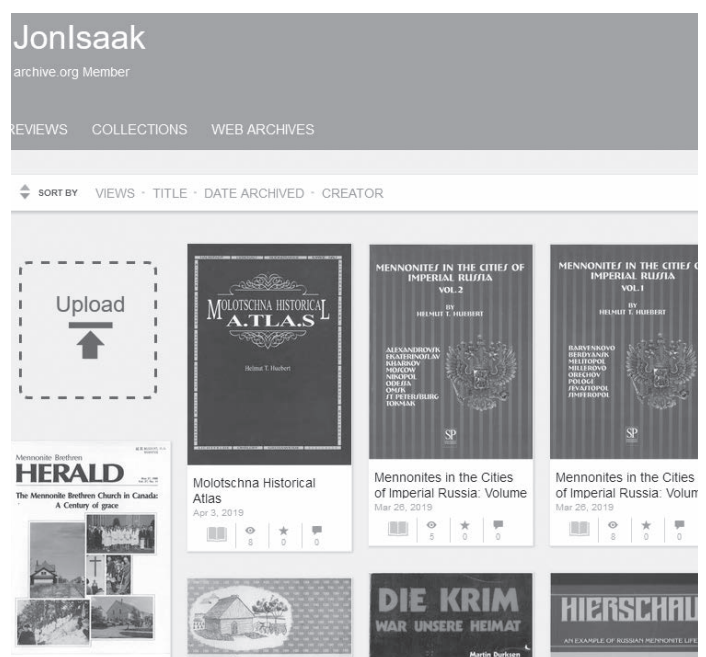 JonIsaak
archive.org Member
REVIEWS COLLECTIONS WEB ARCHIVES
SORT BY VIEWS · TITLE · DATE ARCHIVED · CREATOR
Upload
MOLOTSCHNA HISTORICAL
A.T.L.A.S
Helmut T. Huebert
Molotschna Historical
Atlas
Apr 3, 2019
8 0 0
MENNONITES IN THE CITIES OF
IMPERIAL RUSSIA
VOL. 2
BY
HELMUT T. HUEBERT
ALEXANDROVSK
EKATERINOSLAV
KHARKOV
MOSCOW
NIKOPOL
ODESSA
OMSK
ST PETERSBURG
TOKMAK
SP
Mennonites in the Cities
of Imperial Russia: Volume
Mar 26, 2019
5 0 0
MENNONITES IN THE CITIES O
IMPERIAL RUSSIA
VOL. I
BY
HELMUT T. HUEBERT
BARVENKOVO
BERDYANSK
MELITOPOL
MILLEROVO
ORECHOV
POLOGI
SEVASTOPOL
SIMFEROPOL
SP
Mennonites in the Cities
of Imperial Russia: Volum
Mar 26, 2019
0 0
Mennonite Brethren
HERALD
The Mennonite Brethren Church in Canada:
A Century of grace
DIE KRIM
WAR UNSERE HEIMAT
Martin Durksen
HIERSCHAU
AN EXAMPLE OF RUSSIAN MENNONITE LIFE